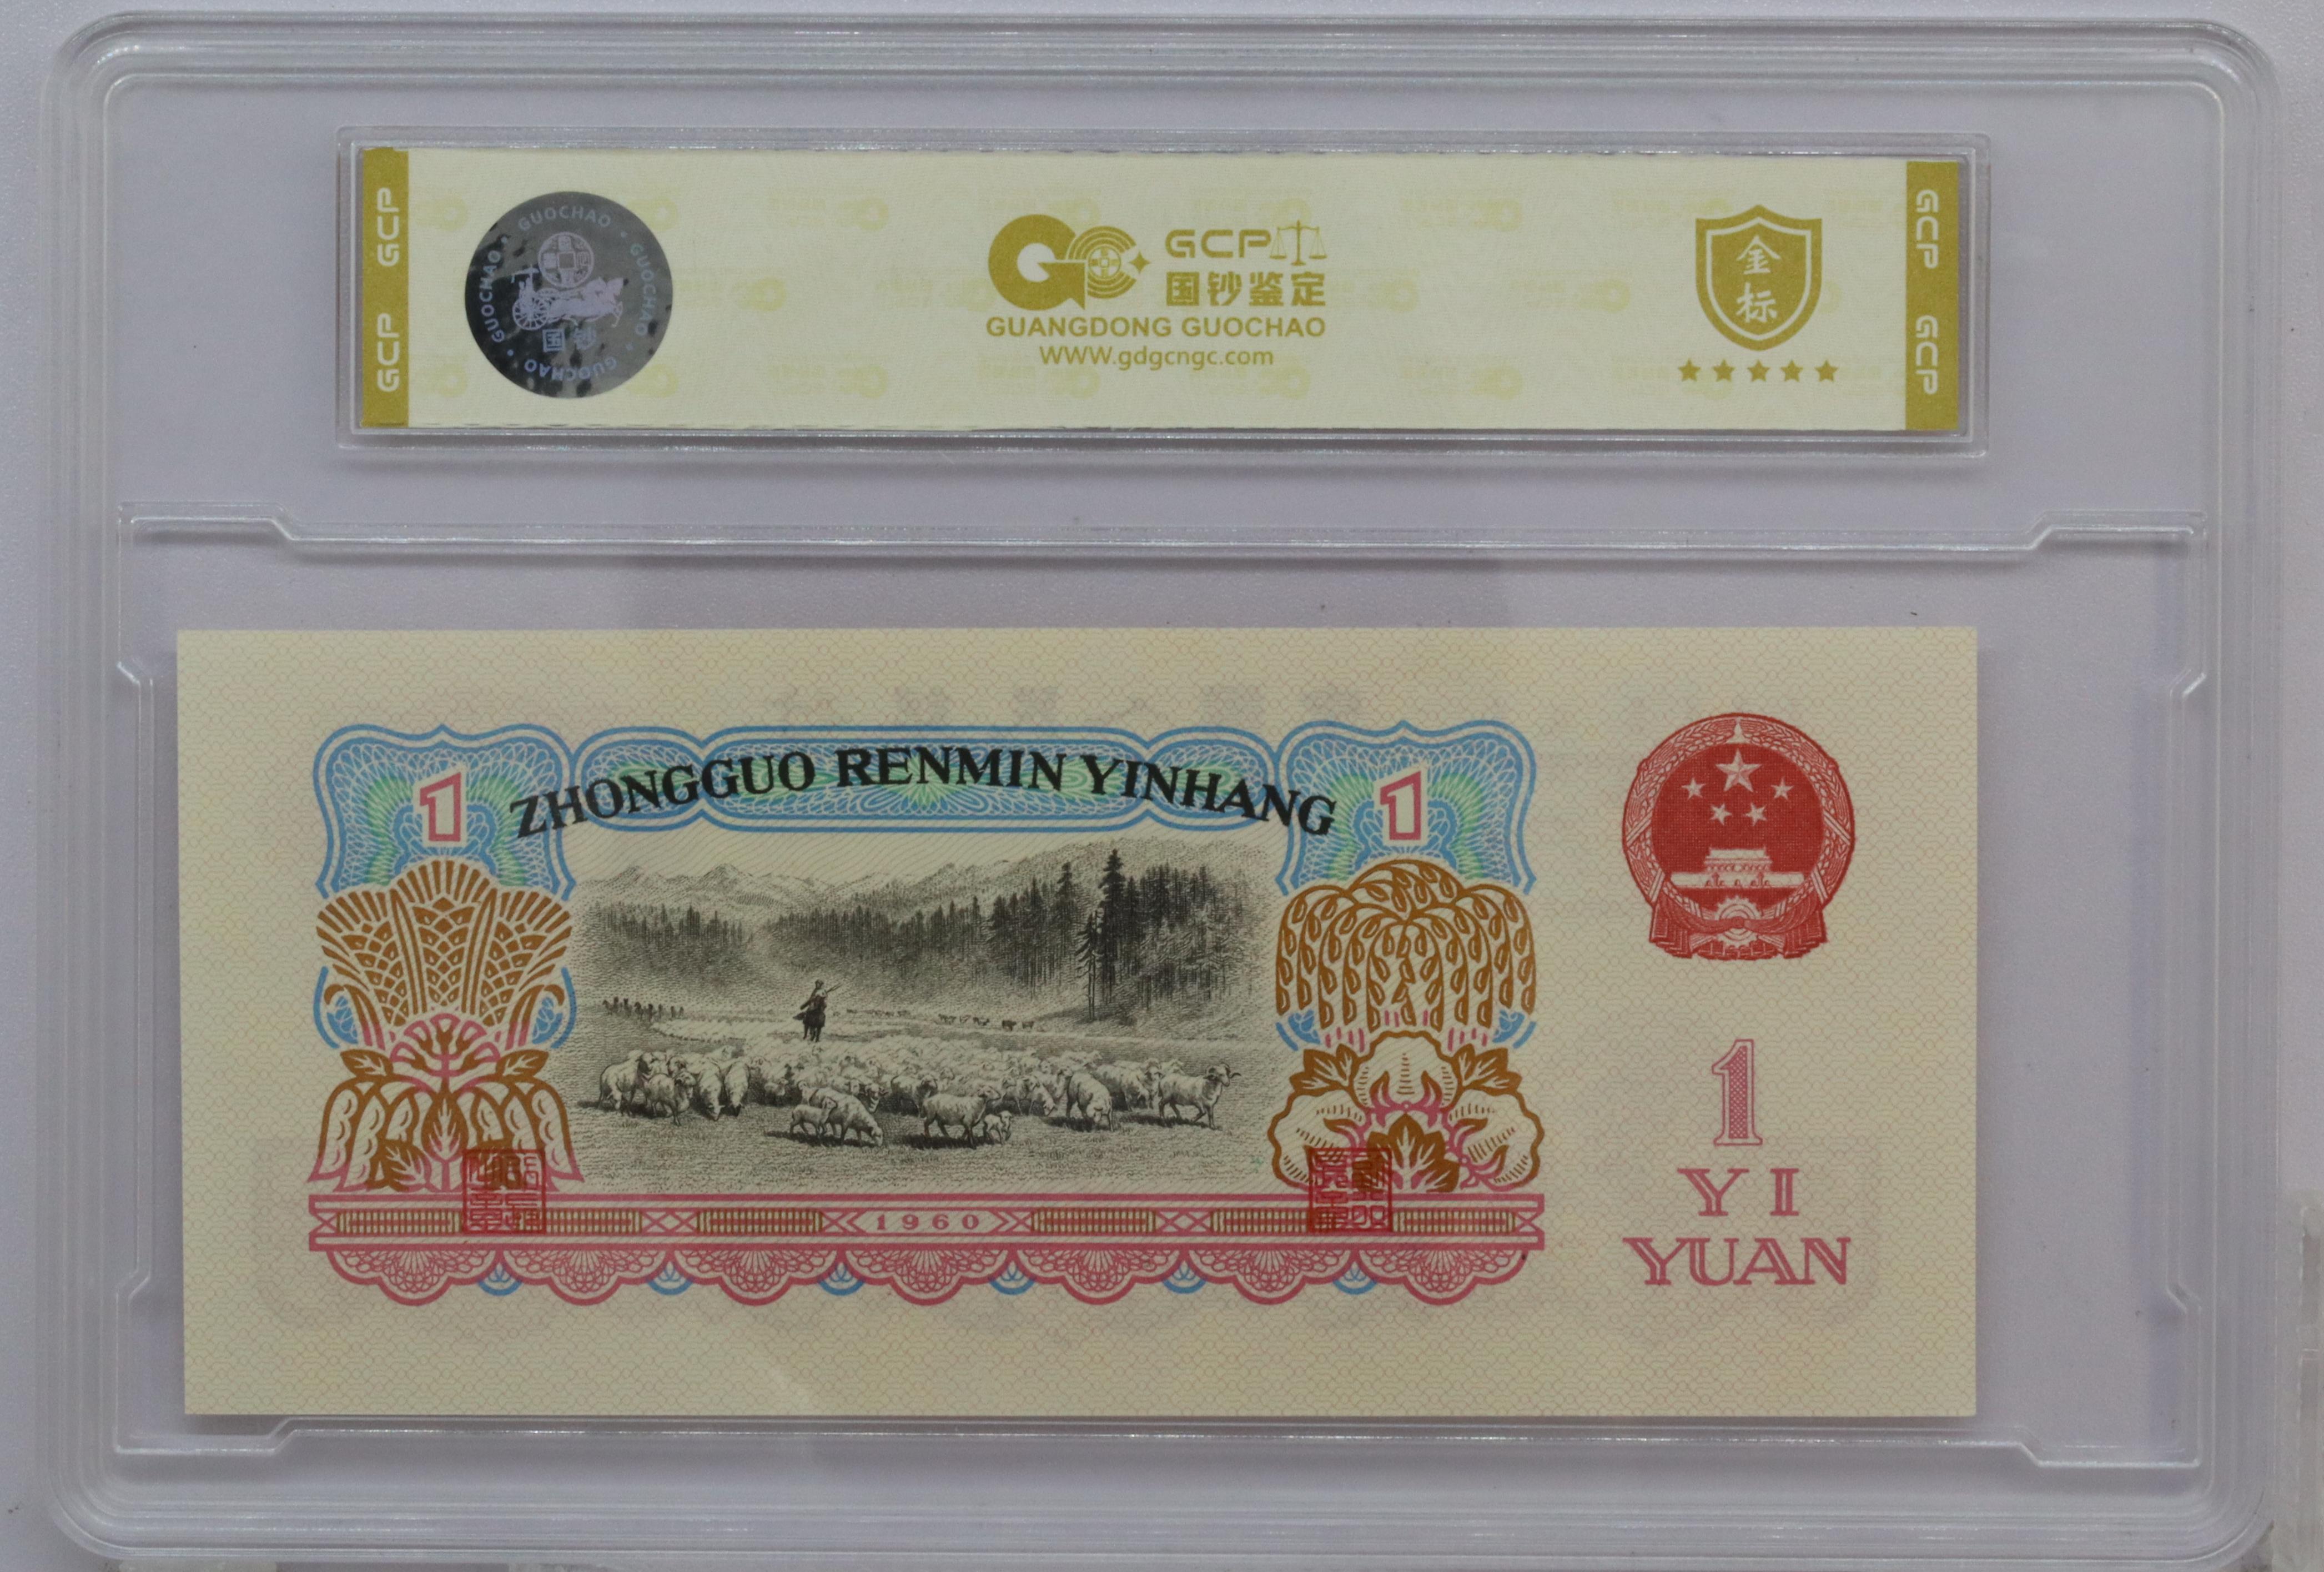 GCP GCP
GUOCHAO · GUOCHAO · GUOCHAO · GUOCHAO
国钞
GCP
国钞鉴定
GUANGDONG GUOCHAO
WWW.gdgcngc.com
金标
GCP GCP
1
ZHONGGUO RENMIN YINHANG
1
1960
1
YI
YUAN